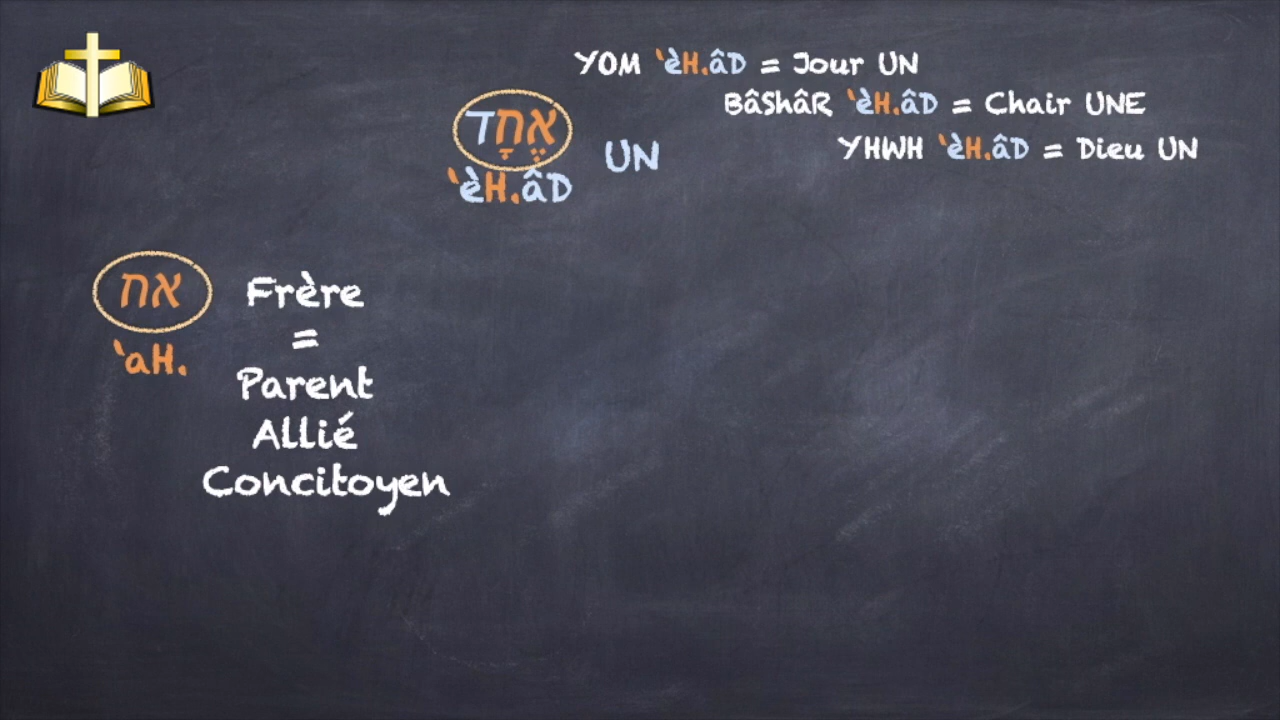 YOM 'èH.âD = Jour UN
BâShâR 'èH.âD = Chair UNE
YHWH 'èH.âD = Dieu UN
אֶחָד
UN
'èH.âD
אח
'aH.
Frère
=
Parent
Allié
Concitoyen